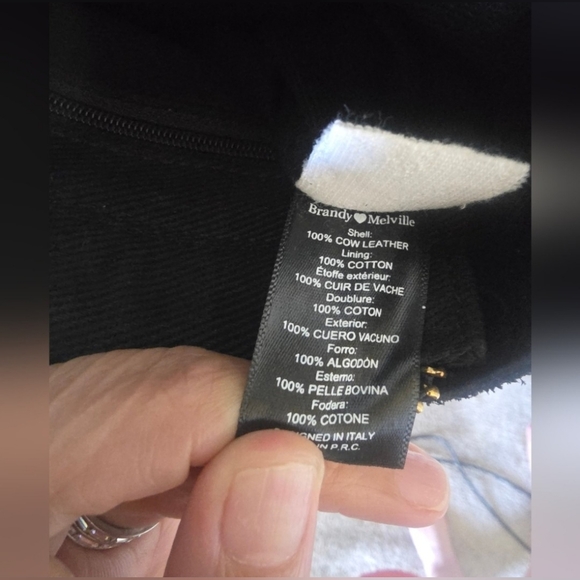 Brandy♥Melville
Shell:
100% COW LEATHER
Lining:
100% COTTON
Étoffe extérieur:
100% CUIR DE VACHE
Doublure:
100% COTON
Exterior:
100% CUERO VACUNO
Forro:
100% ALGODÓN
Esterno:
100% PELLE BOVINA
Fodera:
100% COTONE
IN ITALY
IN P.R.C.